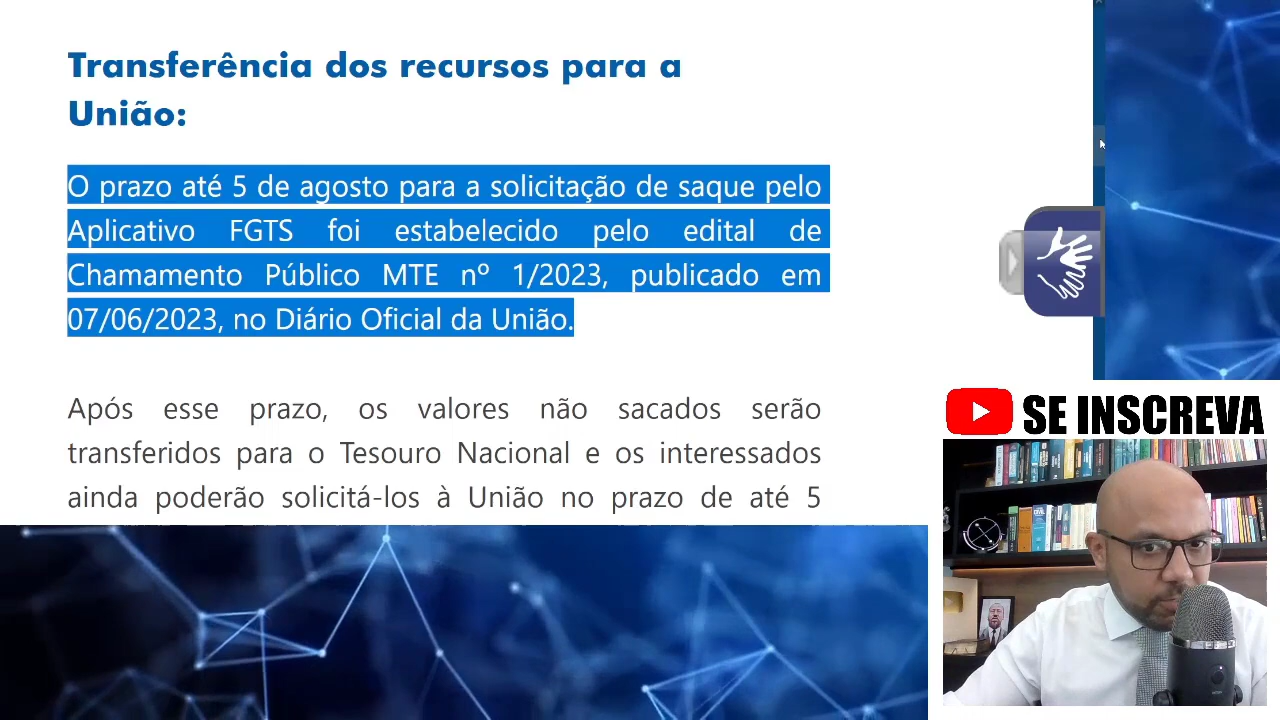 Transferência dos recursos para a
União:
O prazo até 5 de agosto para a solicitação de saque pelo
Aplicativo FGTS foi estabelecido pelo edital de
Chamamento Público MTE nº 1/2023, publicado em
07/06/2023, no Diário Oficial da União.
Após esse prazo, os valores não sacados serão
transferidos para o Tesouro Nacional e os interessados
ainda poderão solicitá-los à União no prazo de até 5
SE INSCREVA